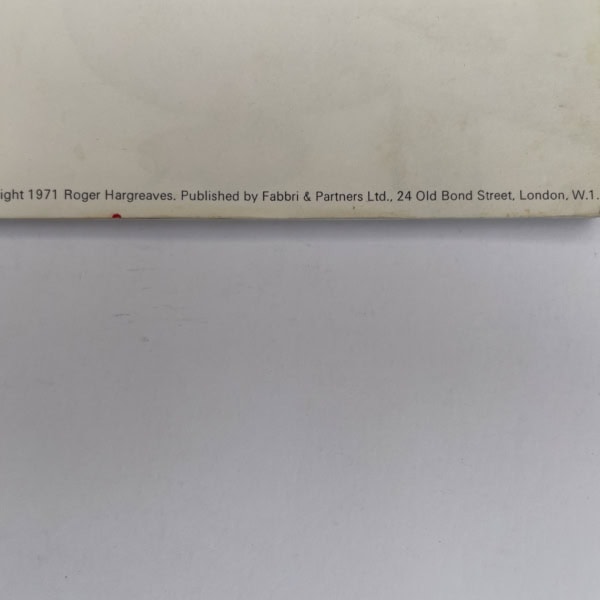 ight 1971 Roger Hargreaves. Published by Fabbri & Partners Ltd., 24 Old Bond Street, London, W.1.